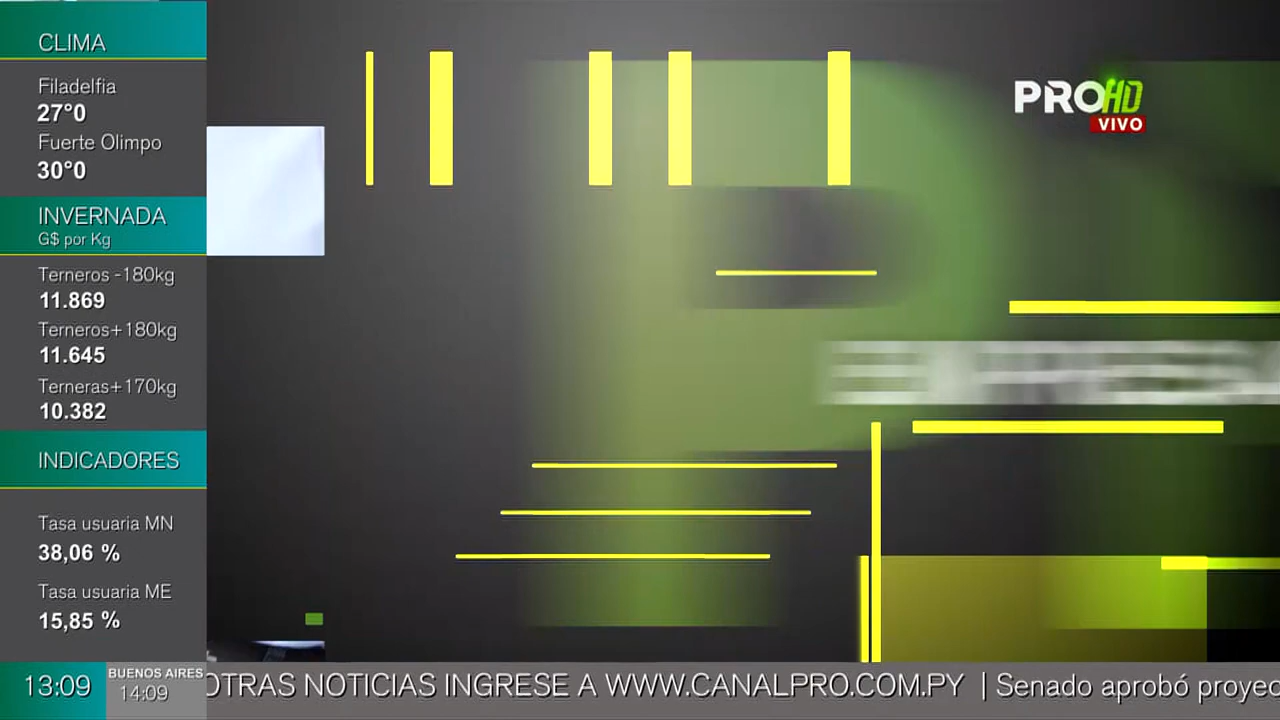 CLIMA
Filadelfia
27°0
Fuerte Olimpo
30°0
INVERNADA
G$ por Kg
Terneros -180kg
11.869
Terneros+180kg
11.645
Terneras+170kg
10.382
INDICADORES
Tasa usuaria MN
38,06 %
Tasa usuaria ME
15,85 %
PRO HD
VIVO
13:09
BUENOS AIRES
14:09
OTRAS NOTICIAS INGRESE A WWW.CANALPRO.COM.PY | Senado aprobó proyec